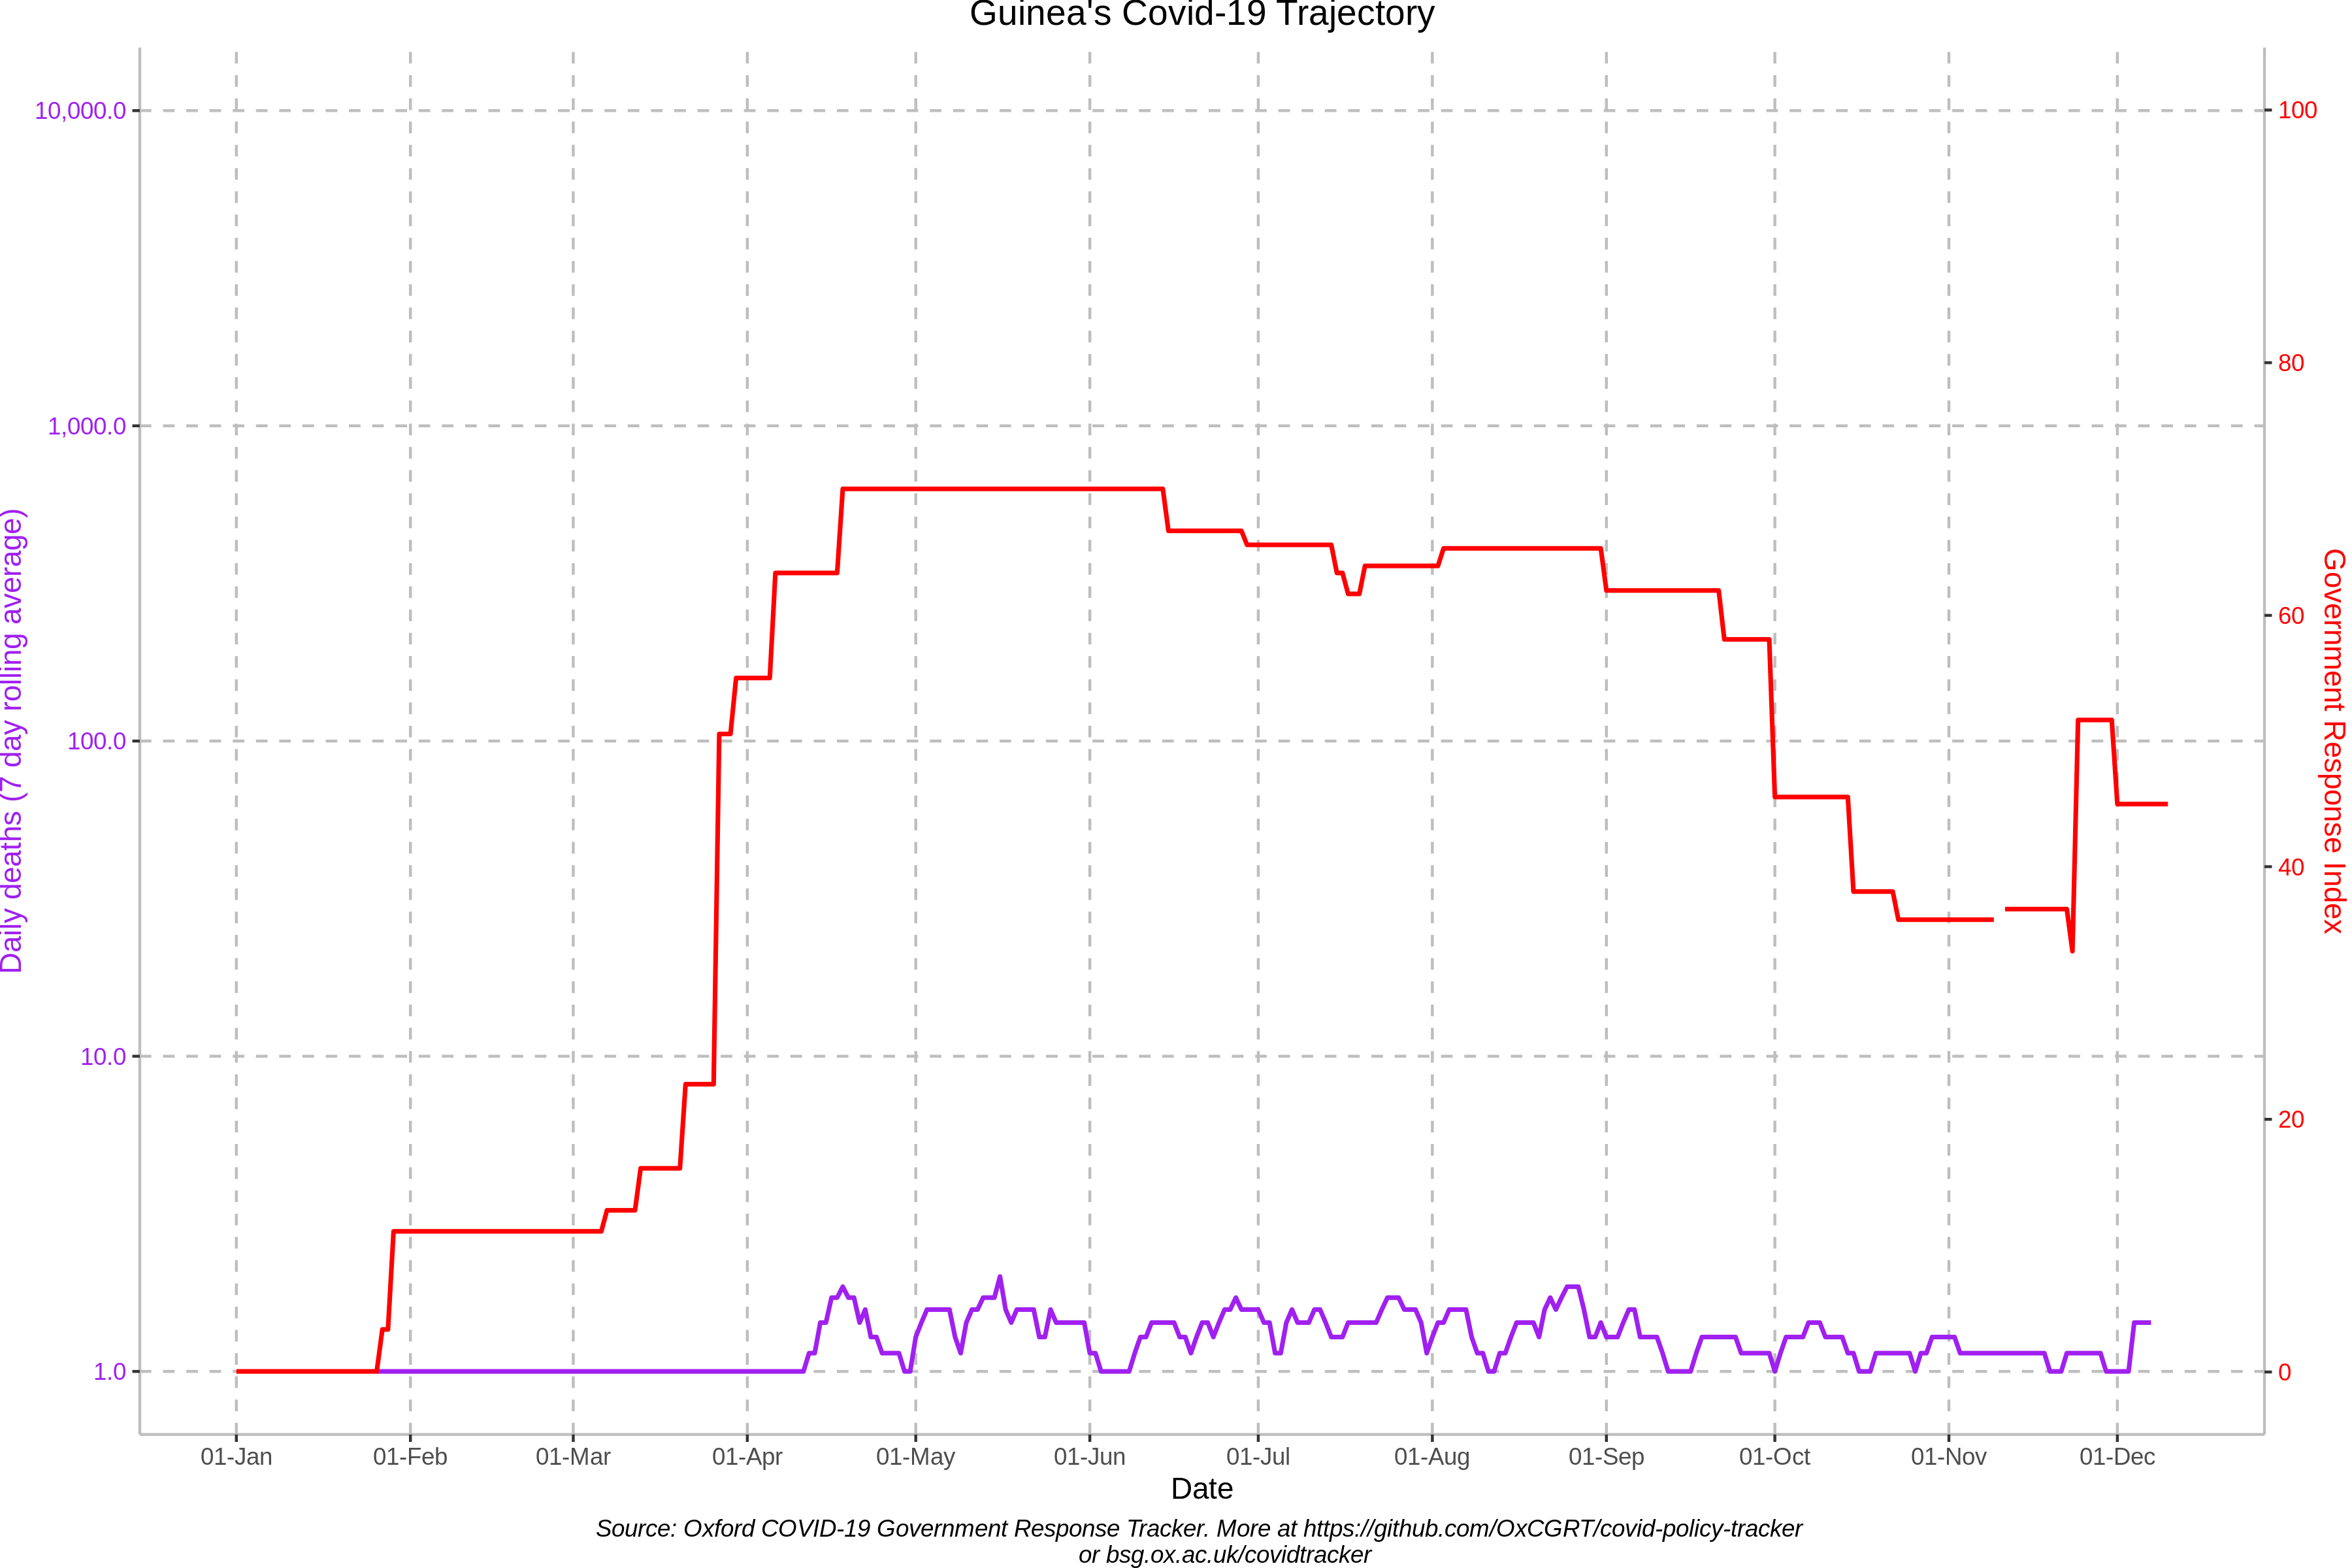 Guinea's Covid-19 Trajectory
10,000.0
1,000.0
100.0
10.0
1.0
Daily deaths (7 day rolling average)
100
80
60
40
20
0
Government Response Index
01-Jan 01-Feb 01-Mar 01-Apr 01-May 01-Jun 01-Jul 01-Aug 01-Sep 01-Oct 01-Nov 01-Dec
Date
Source: Oxford COVID-19 Government Response Tracker. More at https://github.com/OxCGRT/covid-policy-tracker
or bsg.ox.ac.uk/covidtracker